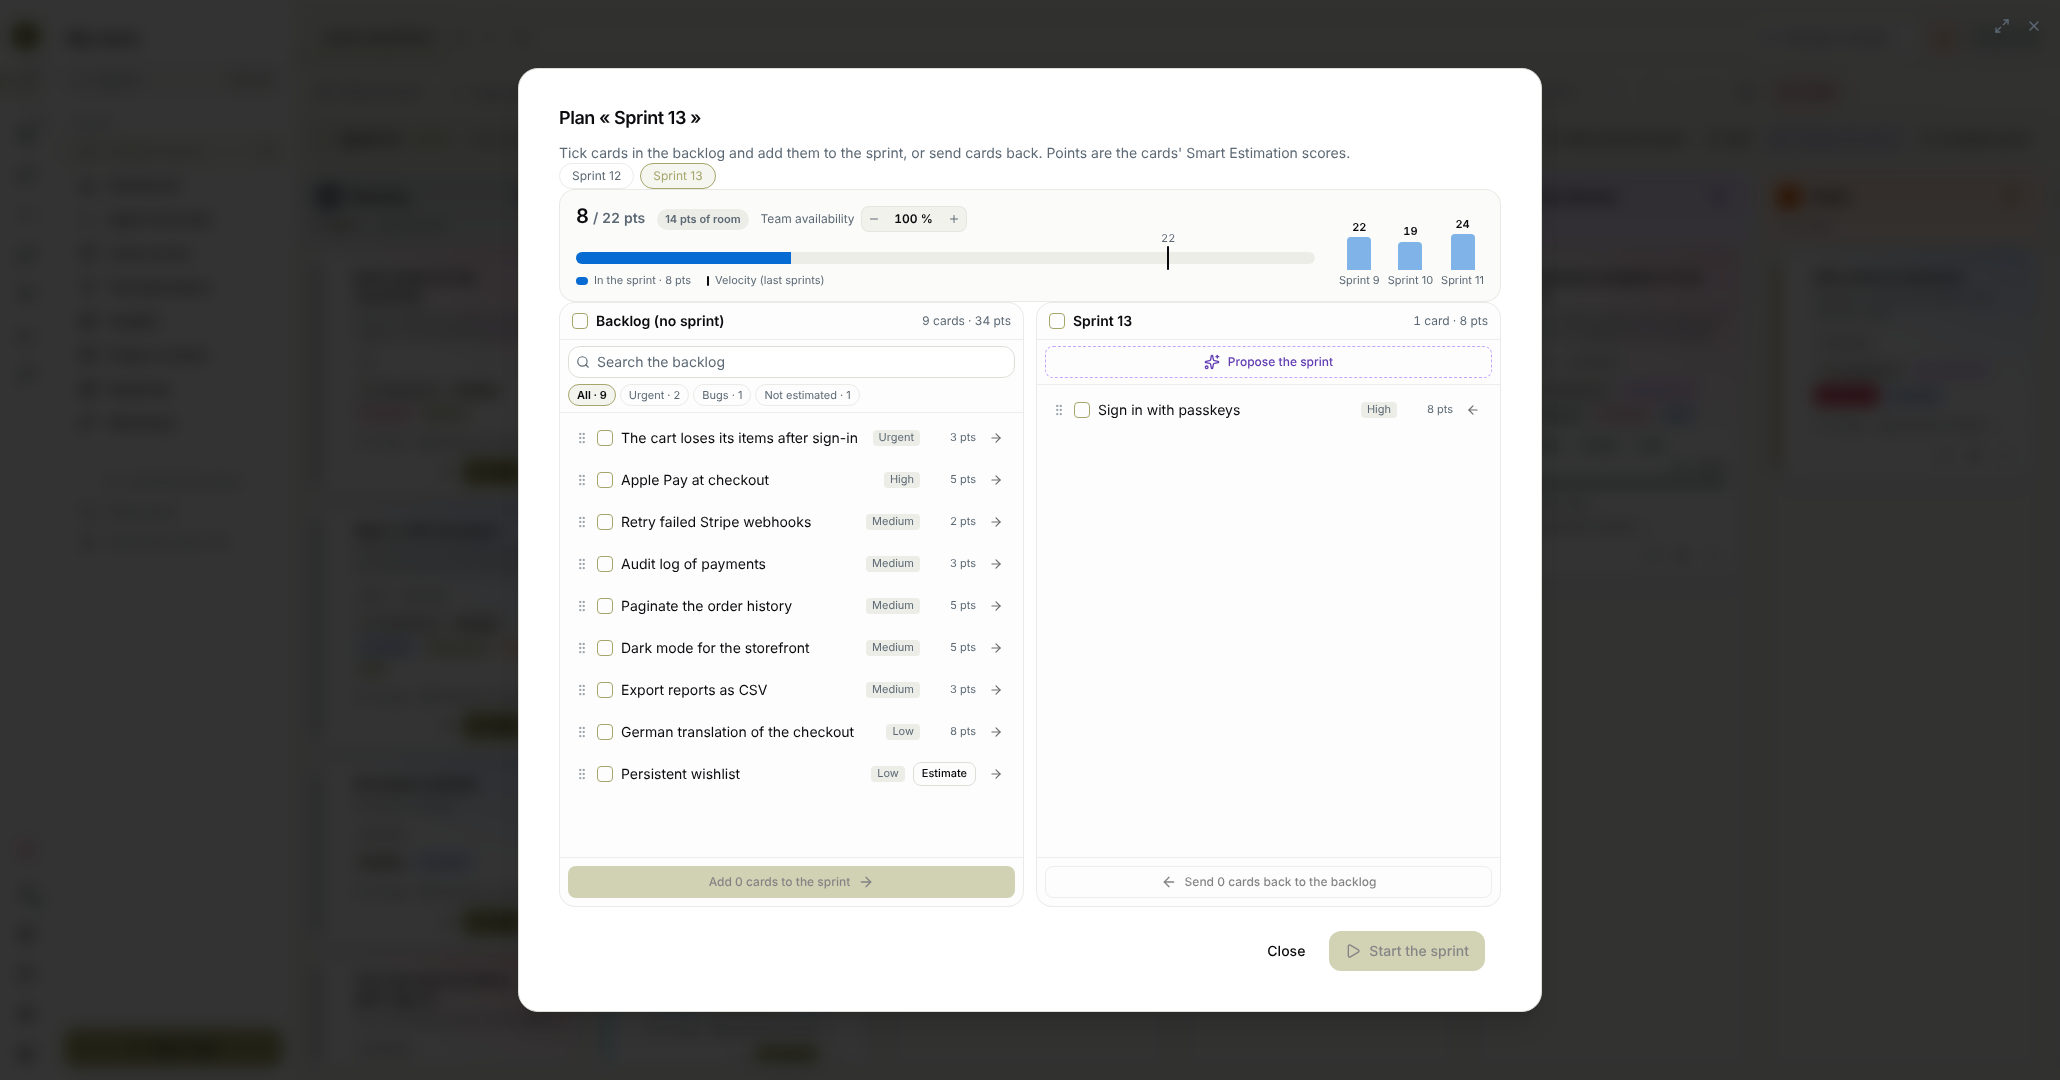 Plan « Sprint 13 »
Tick cards in the backlog and add them to the sprint, or send cards back. Points are the cards' Smart Estimation scores.
Sprint 12
Sprint 13
8 / 22 pts
14 pts of room
Team availability
100 %
22
In the sprint · 8 pts
Velocity (last sprints)
22
19
24
Sprint 9
Sprint 10
Sprint 11
Backlog (no sprint)
9 cards · 34 pts
Search the backlog
All · 9
Urgent · 2
Bugs · 1
Not estimated · 1
The cart loses its items after sign-in Urgent 3 pts
Apple Pay at checkout High 5 pts
Retry failed Stripe webhooks Medium 2 pts
Audit log of payments Medium 3 pts
Paginate the order history Medium 5 pts
Dark mode for the storefront Medium 5 pts
Export reports as CSV Medium 3 pts
German translation of the checkout Low 8 pts
Persistent wishlist Low Estimate
Add 0 cards to the sprint
Sprint 13
1 card · 8 pts
Propose the sprint
Sign in with passkeys High 8 pts
Send 0 cards back to the backlog
Close
Start the sprint